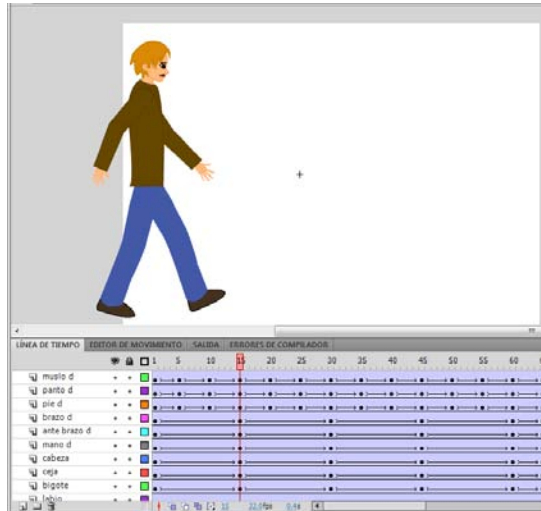 LÍNEA DE TIEMPO EDITOR DE MOVIMIENTO SALIDA ERRORES DE COMPILADOR
1 5 10 15 20 25 30 35 40 45 50 55 60
muslo d
panto d
pie d
brazo d
ante brazo d
mano d
cabeza
ceja
bigote
labio
15